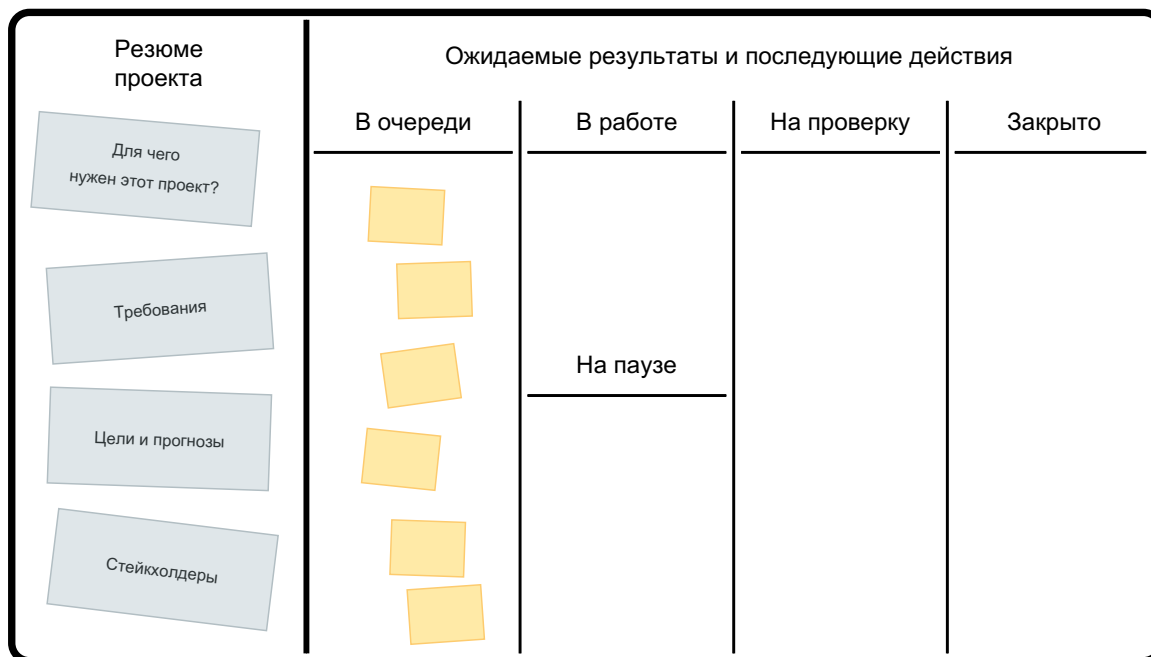 Резюме
проекта
Для чего
нужен этот проект?
Требования
Цели и прогнозы
Стейкхолдеры
Ожидаемые результаты и последующие действия
В очереди
В работе
На проверку
Закрыто
На паузе